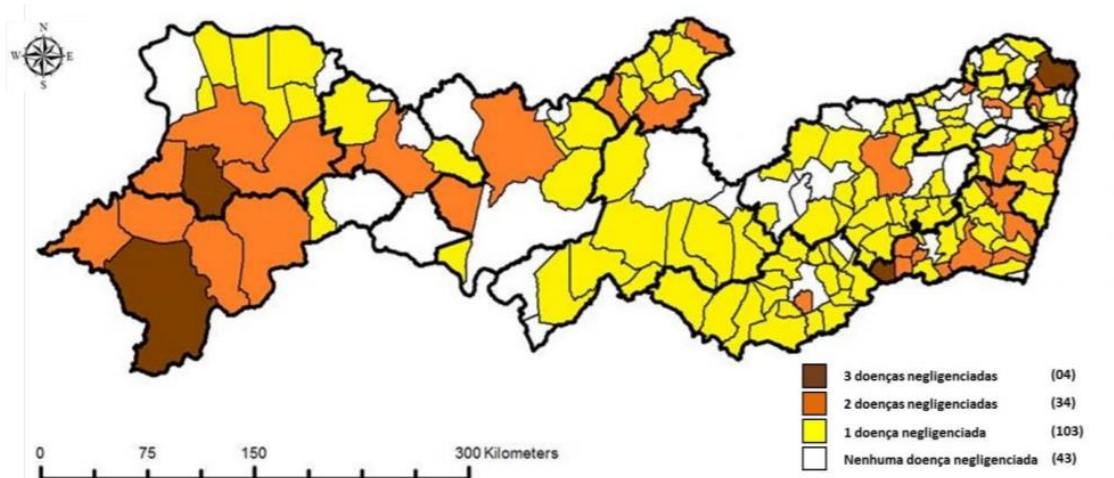 N
W E
S
3 doenças negligenciadas (04)
2 doenças negligenciadas (34)
1 doença negligenciada (103)
Nenhuma doença negligenciada (43)
0 75 150 300 Kilometers